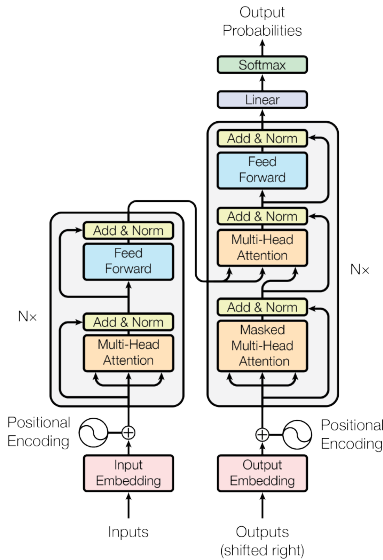 Output
Probabilities
Softmax
Linear
Add & Norm
Feed
Forward
Add & Norm
Multi-Head
Attention
Nx
Add & Norm
Masked
Multi-Head
Attention
Add & Norm
Feed
Forward
N×
Add & Norm
Multi-Head
Attention
Positional
Encoding
Positional
Encoding
Input
Embedding
Output
Embedding
Inputs
Outputs
(shifted right)